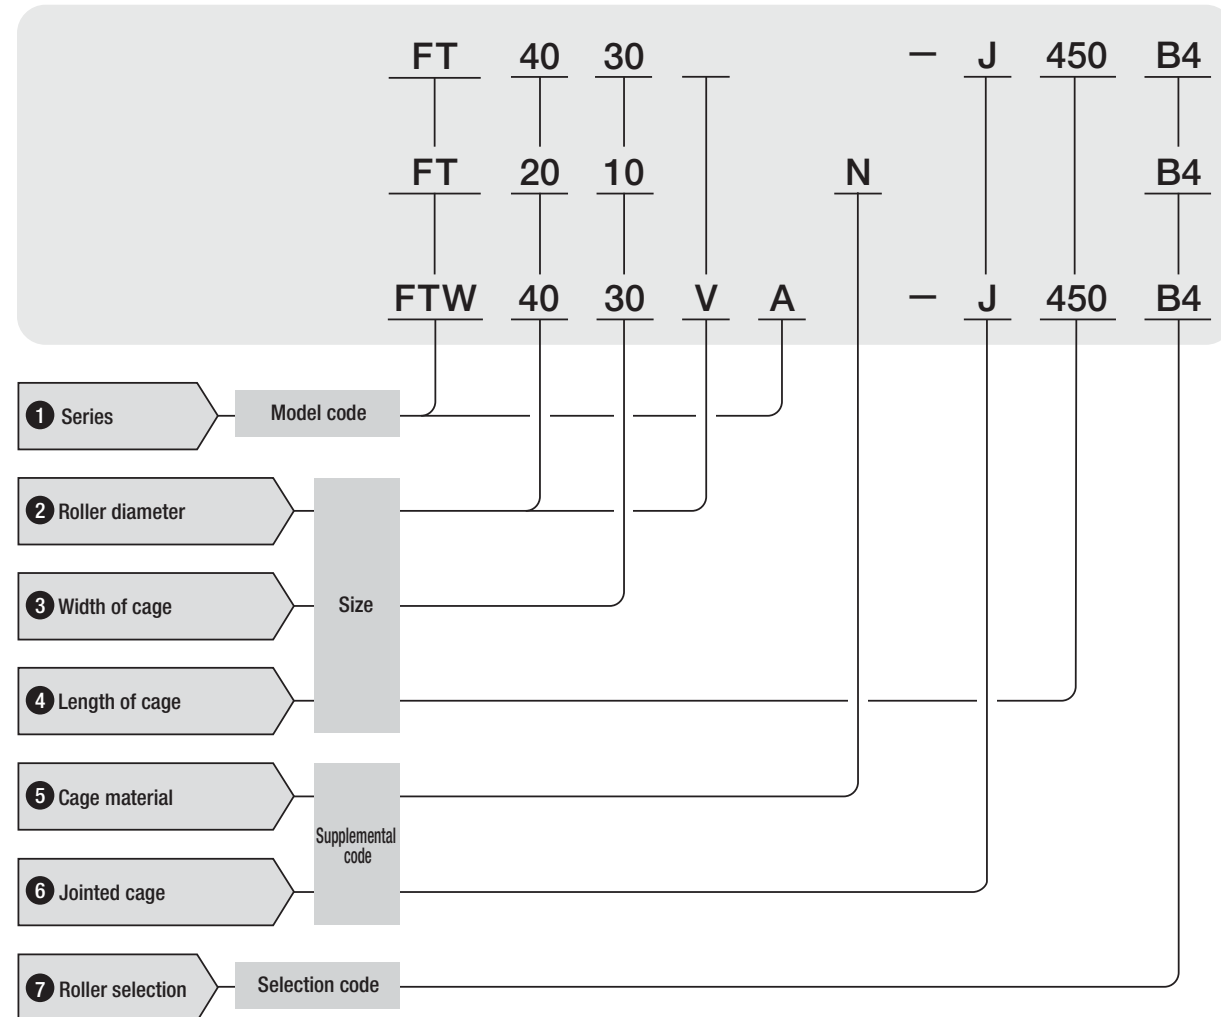 FT 40 30 – J 450 B4
FT 20 10 N B4
FTW 40 30 V A – J 450 B4
1 Series Model code
2 Roller diameter
3 Width of cage Size
4 Length of cage
5 Cage material
Supplemental
code
6 Jointed cage
7 Roller selection Selection code